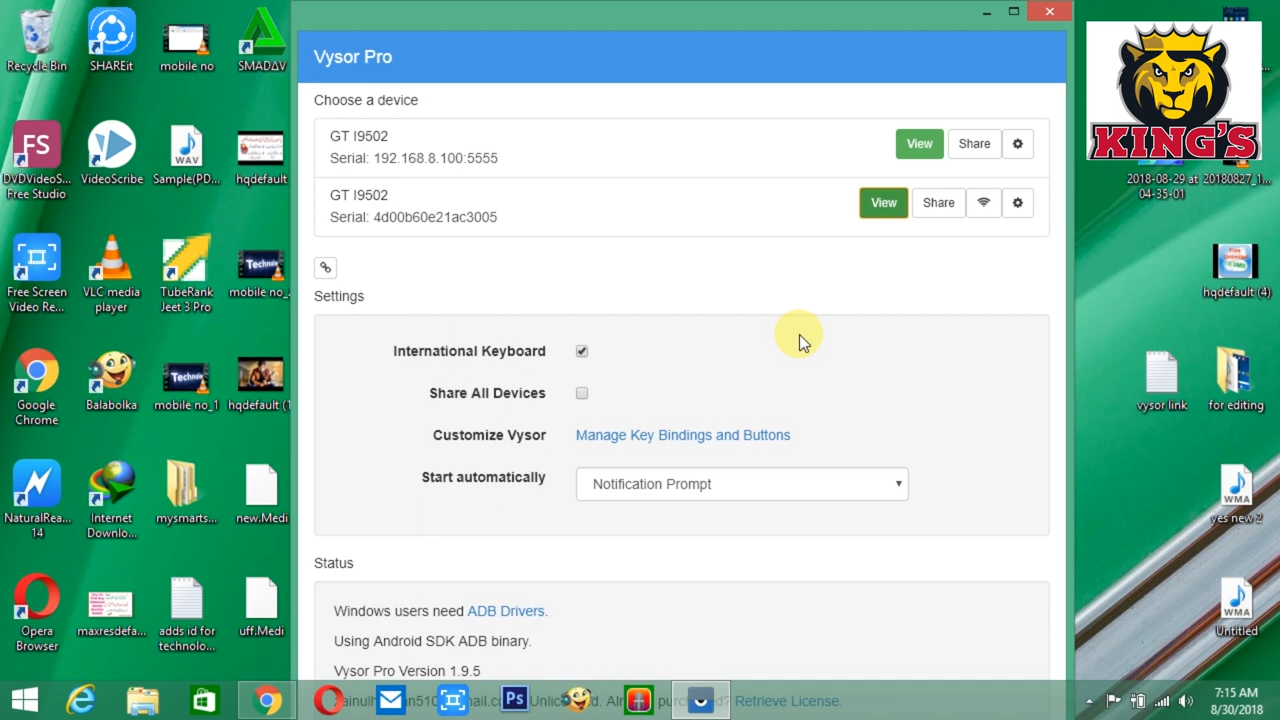 Vysor Pro
Choose a device
GT I9502
Serial: 192.168.8.100:5555
View
Share
GT I9502
Serial: 4d00b60e21ac3005
View
Share
Settings
International Keyboard
Share All Devices
Customize Vysor
Manage Key Bindings and Buttons
Start automatically
Notification Prompt
Status
Windows users need ADB Drivers.
Using Android SDK ADB binary.
Vysor Pro Version 1.9.5
Retrieve License.
Recycle Bin
SHAREit
mobile no
SMADΔV
FS
DVDVideoS...
Free Studio
VideoScribe
WAV
Sample(PD...
hqdefault
Free Screen
Video Re...
VLC media
player
TubeRank
Jeet 3 Pro
mobile no_
Google
Chrome
Balabolka
mobile no_1
hqdefault (1
NaturalRea...
14
Internet
Downlo...
mysmarts...
new.Medi
Opera
Browser
maxresdefa...
adds id for
technolo...
uff.Medi
KING'S
2018-08-29 at
04-35-01
20180827_1...
hqdefault (4)
vysor link
for editing
WMA
yes new 2
WMA
Untitled
Ps
7:15 AM
8/30/2018